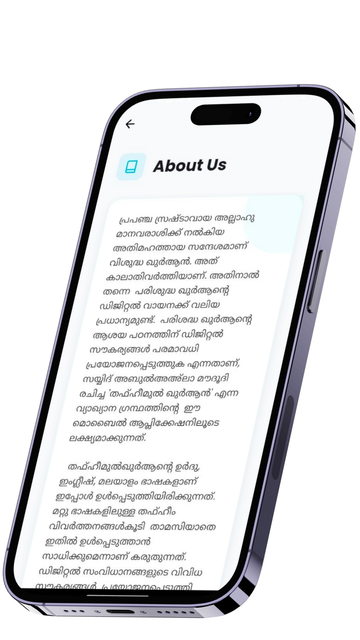 About Us
പ്രപഞ്ച സ്രഷ്ടാവായ അല്ലാഹു
മാനവരാശിക്ക് നൽകിയ
അതിമഹത്തായ സന്ദേശമാണ്
വിശുദ്ധ ഖുർആൻ. അത്
കാലാതിവർത്തിയാണ്. അതിനാൽ
തന്നെ പരിശുദ്ധ ഖുർആന്റെ
ഡിജിറ്റൽ വായനക്ക് വലിയ
പ്രധാന്യമുണ്ട്. പരിശദ്ധ ഖുർആന്റെ
ആശയ പഠനത്തിന് ഡിജിറ്റൽ
സൗകര്യങ്ങൾ പരമാവധി
പ്രയോജനപ്പെടുത്തുക എന്നതാണ്,
സയ്യിദ് അബുൽഅഅ്ലാ മൗദൂദി
രചിച്ച 'തഫ്ഹീമുൽ ഖുർആൻ' എന്ന
വ്യാഖ്യാന ഗ്രന്ഥത്തിന്റെ ഈ
മൊബൈൽ ആപ്ലിക്കേഷനിലൂടെ
ലക്ഷ്യമാക്കുന്നത്.
തഫ്ഹീമുൽഖുർആന്റെ ഉർദു,
ഇംഗ്ലീഷ്, മലയാളം ഭാഷകളാണ്
ഇപ്പോൾ ഉൾപ്പെടുത്തിയിരിക്കുന്നത്.
മറ്റു ഭാഷകളിലുള്ള തഫ്ഹീം
വിവർത്തനങ്ങൾകൂടി താമസിയാതെ
ഇതിൽ ഉൾപ്പെടുത്താൻ
സാധിക്കുമെന്നാണ് കരുതുന്നത്.
ഡിജിറ്റൽ സംവിധാനങ്ങളുടെ വിവിധ
സൗകര്യങ്ങൾ പ്രയോജനപ്പെടുത്തി